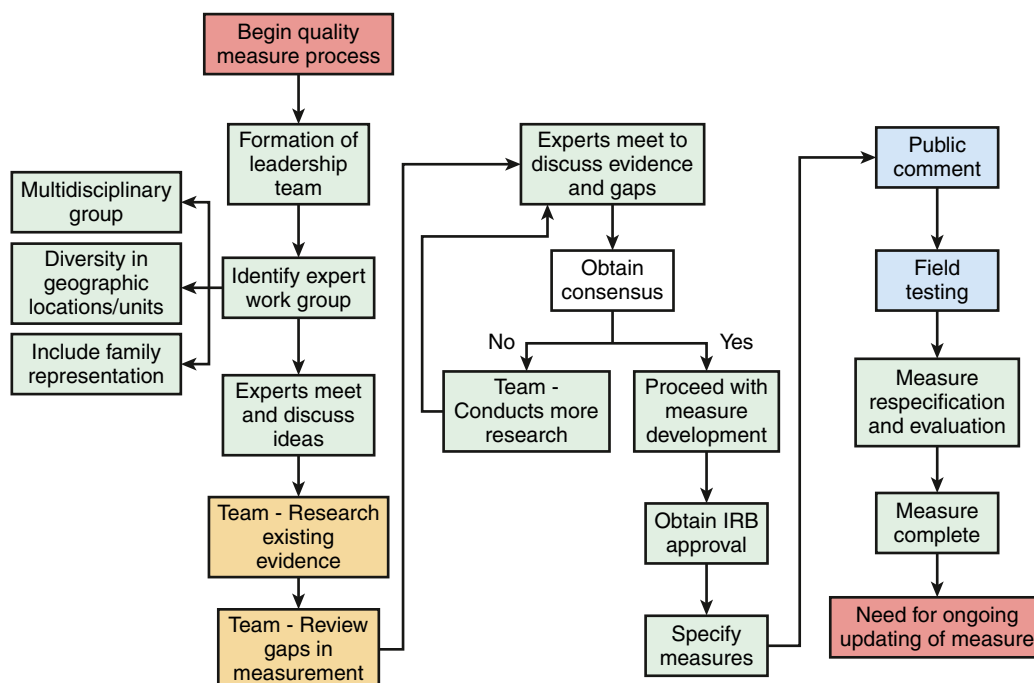 Begin quality
measure process
Formation of
leadership
team
Multidisciplinary
group
Diversity in
geographic
locations/units
Include family
representation
Identify expert
work group
Experts meet
and discuss
ideas
Team - Research
existing
evidence
Team - Review
gaps in
measurement
Experts meet to
discuss evidence
and gaps
Obtain
consensus
No
Yes
Team -
Conducts more
research
Proceed with
measure
development
Obtain IRB
approval
Specify
measures
Public
comment
Field
testing
Measure
respecification
and evaluation
Measure
complete
Need for ongoing
updating of measure